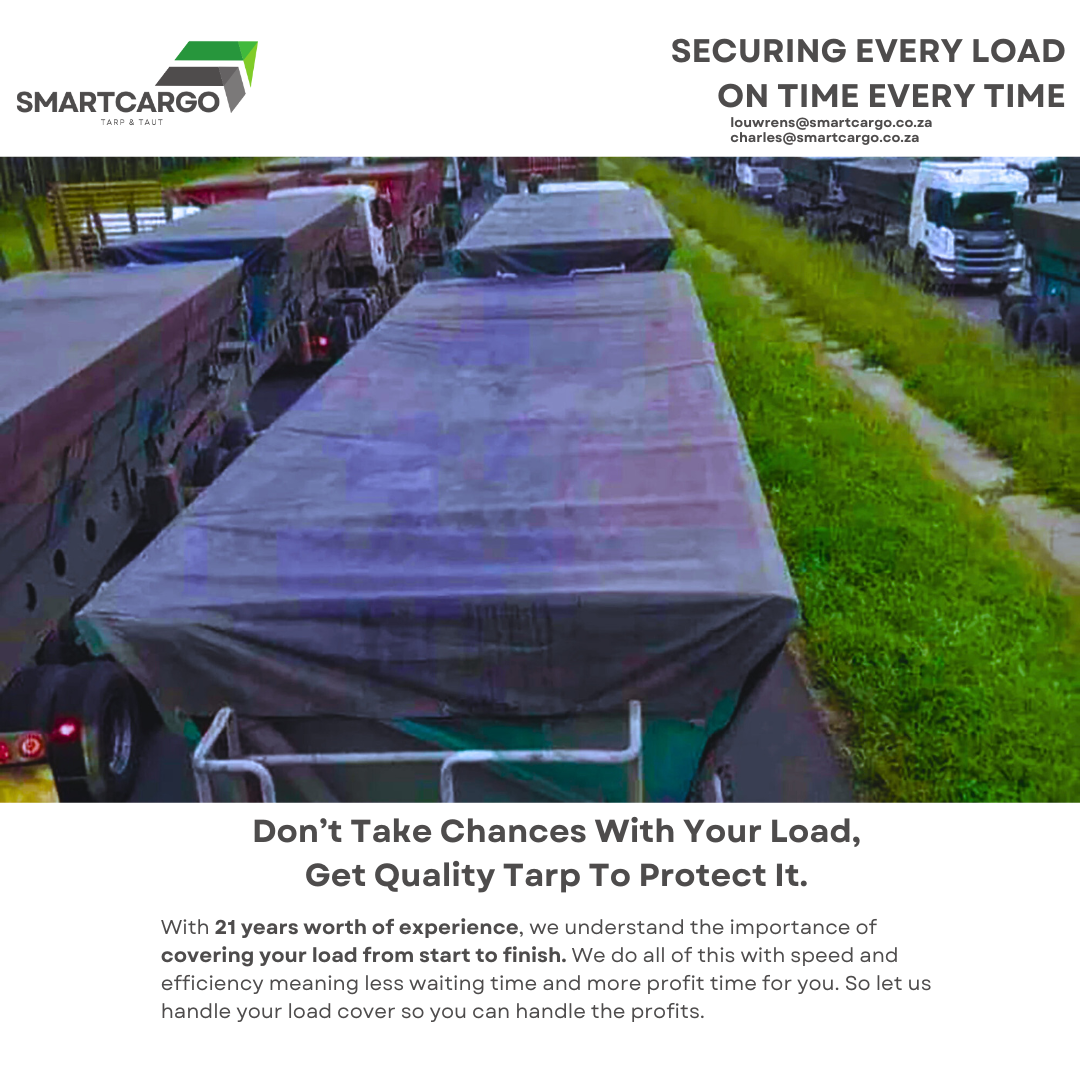 SMARTCARGO
TARP & TAUT
SECURING EVERY LOAD
ON TIME EVERY TIME
louwrens@smartcargo.co.za
charles@smartcargo.co.za
Don’t Take Chances With Your Load,
Get Quality Tarp To Protect It.
With 21 years worth of experience, we understand the importance of
covering your load from start to finish. We do all of this with speed and
efficiency meaning less waiting time and more profit time for you. So let us
handle your load cover so you can handle the profits.